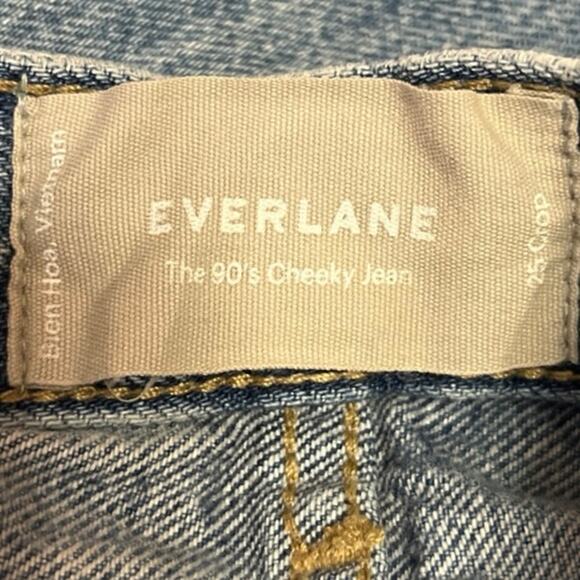 Bien Hoa, Vietnam
EVERLANE
The 90's Cheeky Jean
25 Crop